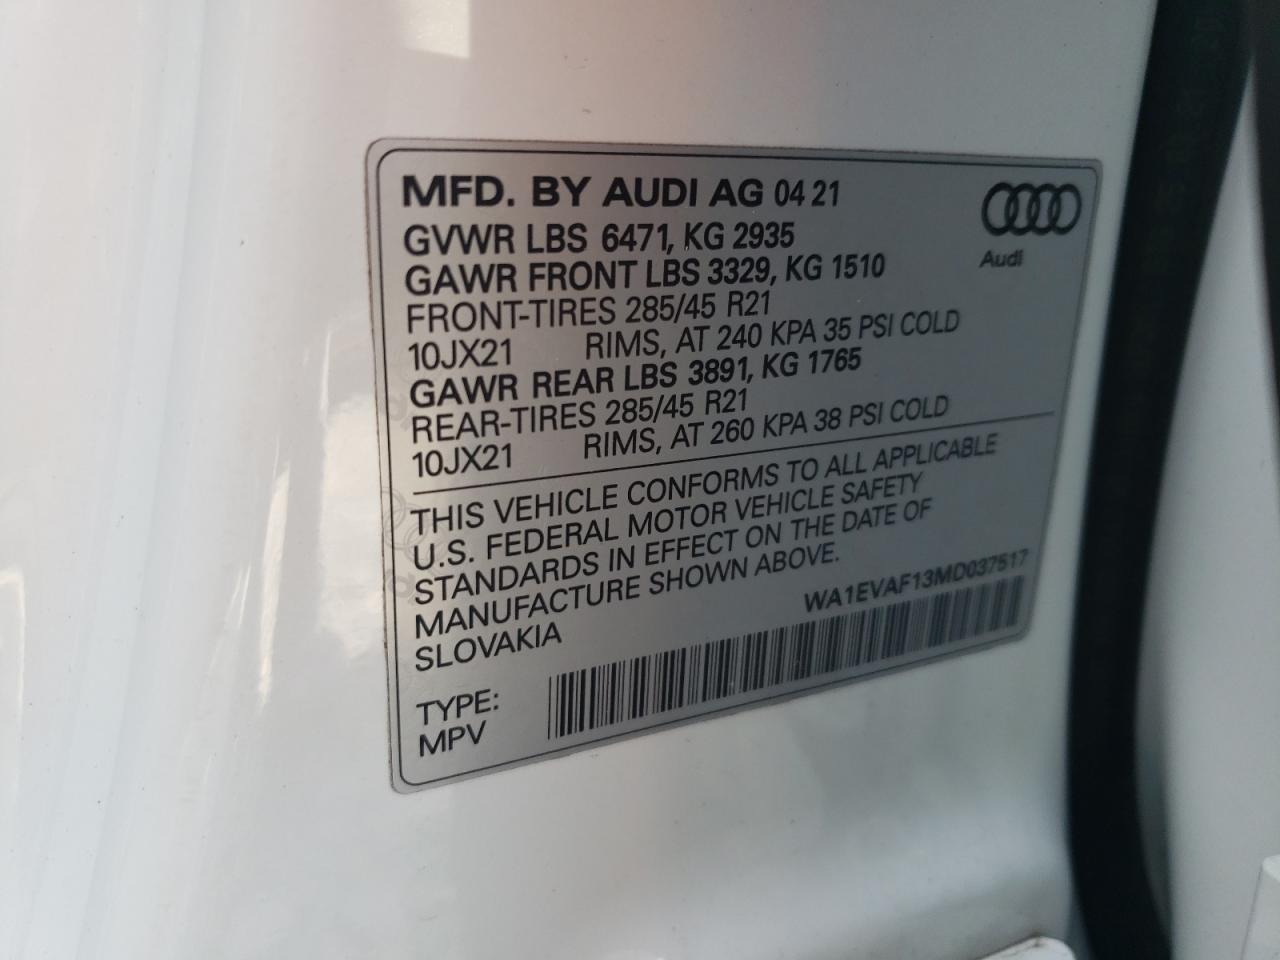 MFD. BY AUDI AG 04 21
GVWR LBS 6471, KG 2935
GAWR FRONT LBS 3329, KG 1510
FRONT-TIRES 285/45 R21
10JX21 RIMS, AT 240 KPA 35 PSI COLD
GAWR REAR LBS 3891, KG 1765
REAR-TIRES 285/45 R21
10JX21 RIMS, AT 260 KPA 38 PSI COLD
Audi
THIS VEHICLE CONFORMS TO ALL APPLICABLE
U.S. FEDERAL MOTOR VEHICLE SAFETY
STANDARDS IN EFFECT ON THE DATE OF
MANUFACTURE SHOWN ABOVE.
SLOVAKIA
WA1EVAF13MD037517
TYPE:
MPV